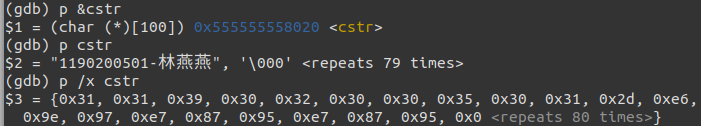 (gdb) p &cstr
$1 = (char (*)[100]) 0x555555558020 <cstr>
(gdb) p cstr
$2 = "1190200501-林燕燕", '\000' <repeats 79 times>
(gdb) p /x cstr
$3 = {0x31, 0x31, 0x39, 0x30, 0x32, 0x30, 0x30, 0x35, 0x30, 0x31, 0x2d, 0xe6,
0x9e, 0x97, 0xe7, 0x87, 0x95, 0xe7, 0x87, 0x95, 0x0 <repeats 80 times>}